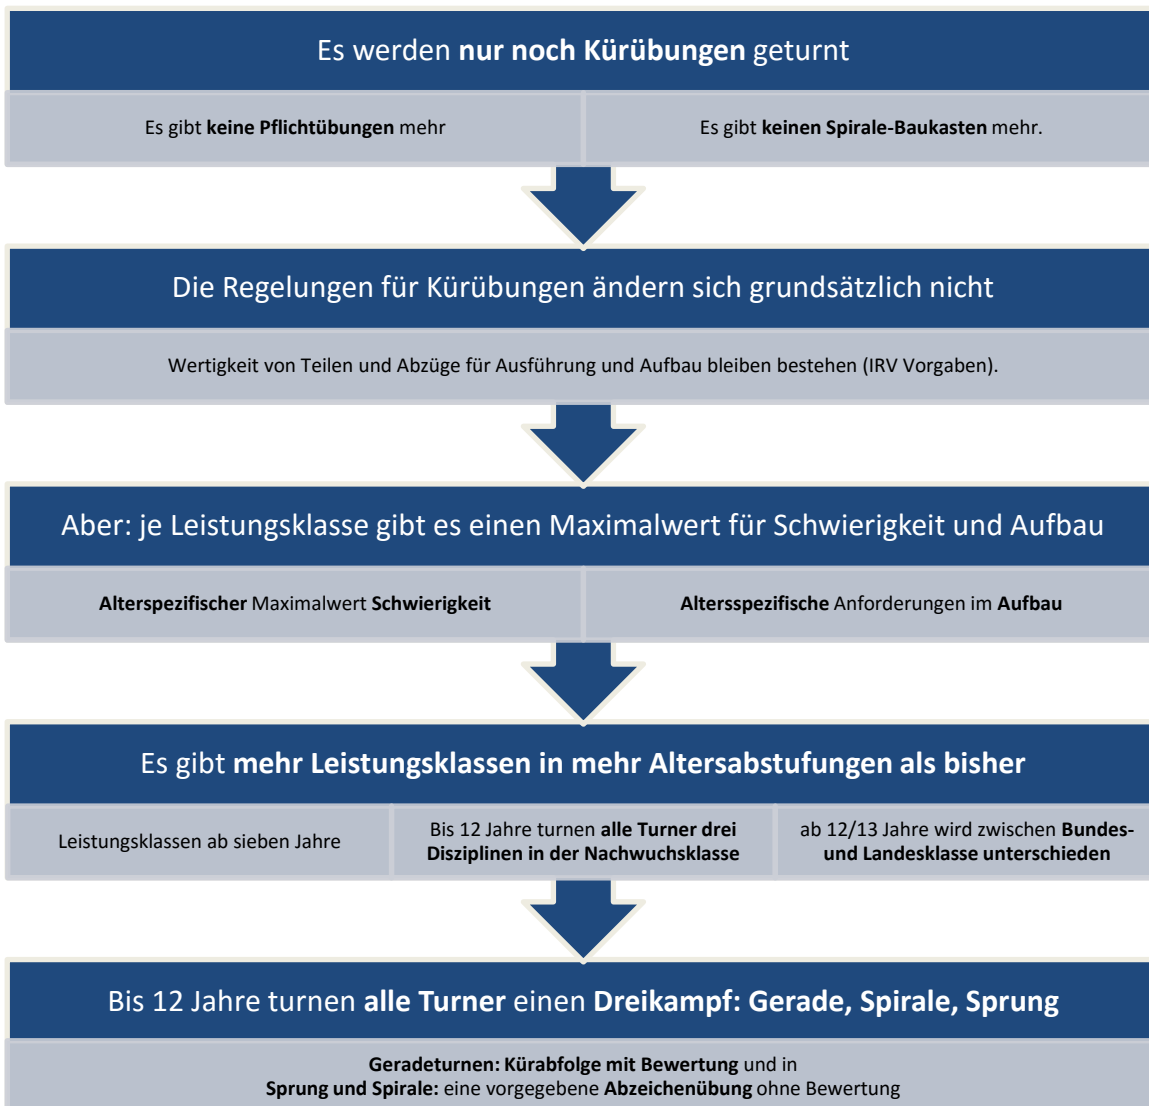 Es werden nur noch Kürübungen geturnt
Es gibt keine Pflichtübungen mehr
Es gibt keinen Spirale-Baukasten mehr.
Die Regelungen für Kürübungen ändern sich grundsätzlich nicht
Wertigkeit von Teilen und Abzüge für Ausführung und Aufbau bleiben bestehen (IRV Vorgaben).
Aber: je Leistungsklasse gibt es einen Maximalwert für Schwierigkeit und Aufbau
Alterspezifischer Maximalwert Schwierigkeit
Altersspezifische Anforderungen im Aufbau
Es gibt mehr Leistungsklassen in mehr Altersabstufungen als bisher
Leistungsklassen ab sieben Jahre
Bis 12 Jahre turnen alle Turner drei
Disziplinen in der Nachwuchsklasse
ab 12/13 Jahre wird zwischen Bundes-
und Landesklasse unterschieden
Bis 12 Jahre turnen alle Turner einen Dreikampf: Gerade, Spirale, Sprung
Geradeturnen: Kürabfolge mit Bewertung und in
Sprung und Spirale: eine vorgegebene Abzeichenübung ohne Bewertung